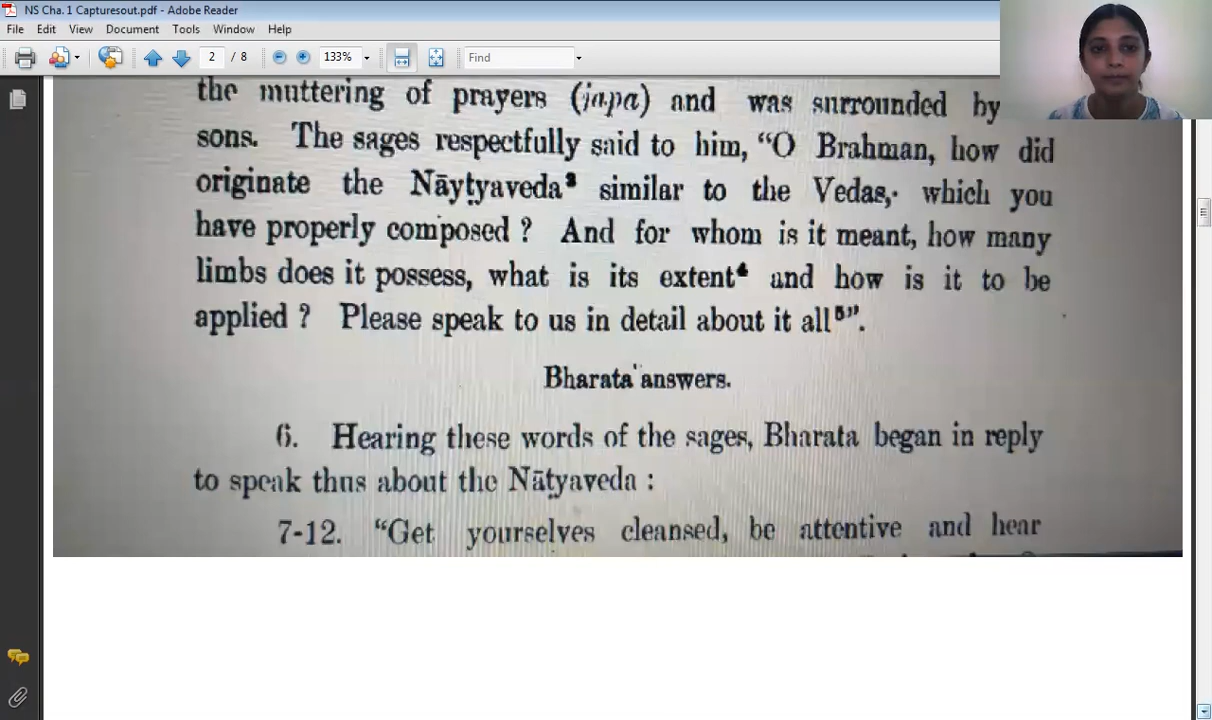 NS Cha. 1 Capturesout.pdf - Adobe Reader
File Edit View Document Tools Window Help
2 / 8 133% Find
the muttering of prayers (japa) and was surrounded by
sons. The sages respectfully said to him, “O Brahman, how did
originate the Nāyṭyaveda³ similar to the Vedas, which you
have properly composed ? And for whom is it meant, how many
limbs does it possess, what is its extent⁴ and how is it to be
applied ? Please speak to us in detail about it all⁵”.
Bharata answers.
6. Hearing these words of the sages, Bharata began in reply
to speak thus about the Nāṭyaveda :
7-12. “Get yourselves cleansed, be attentive and hear